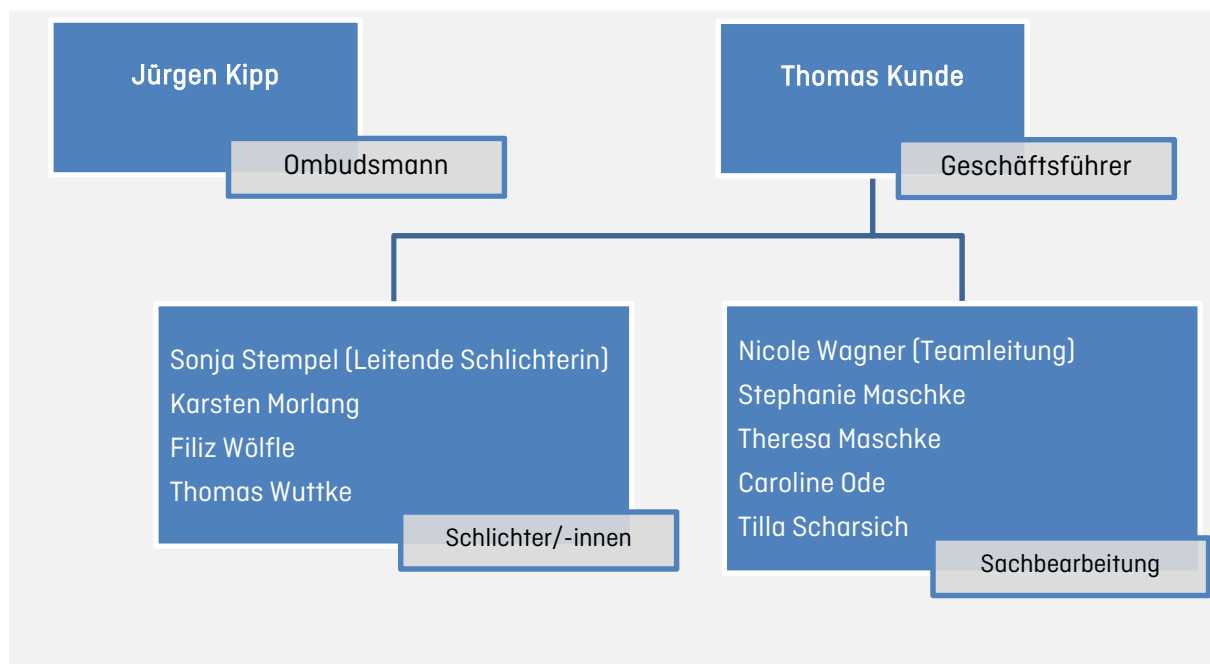 Jürgen Kipp
Ombudsmann
Thomas Kunde
Geschäftsführer
Sonja Stempel (Leitende Schlichterin)
Karsten Morlang
Filiz Wölfle
Thomas Wuttke
Schlichter/-innen
Nicole Wagner (Teamleitung)
Stephanie Maschke
Theresa Maschke
Caroline Ode
Tilla Scharsich
Sachbearbeitung